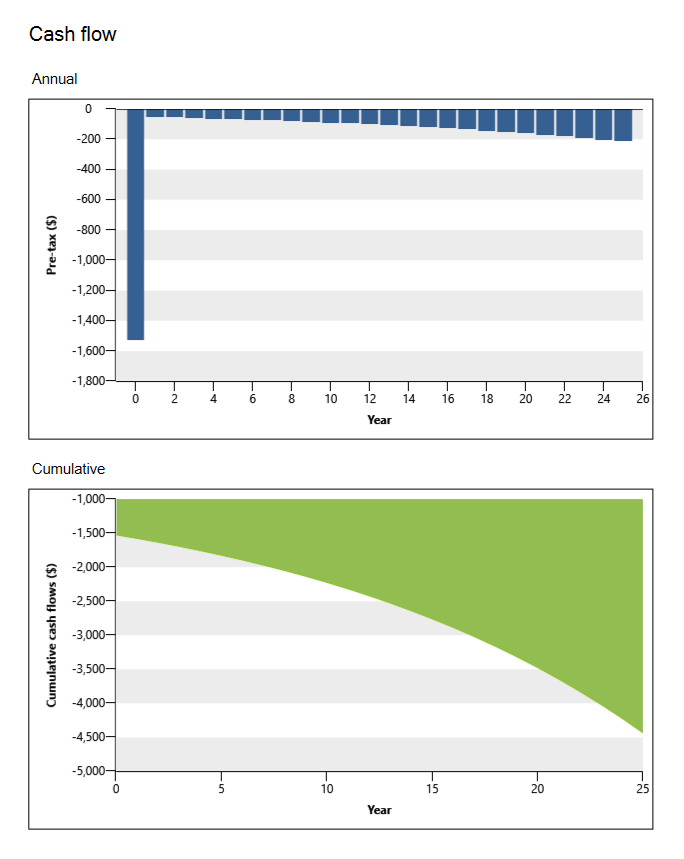 Cash flow
Annual
0
-200
-400
-600
-800
-1,000
-1,200
-1,400
-1,600
-1,800
Pre-tax ($)
0 2 4 6 8 10 12 14 16 18 20 22 24 26
Year
Cumulative
-1,000
-1,500
-2,000
-2,500
-3,000
-3,500
-4,000
-4,500
-5,000
Cumulative cash flows ($)
0 5 10 15 20 25
Year